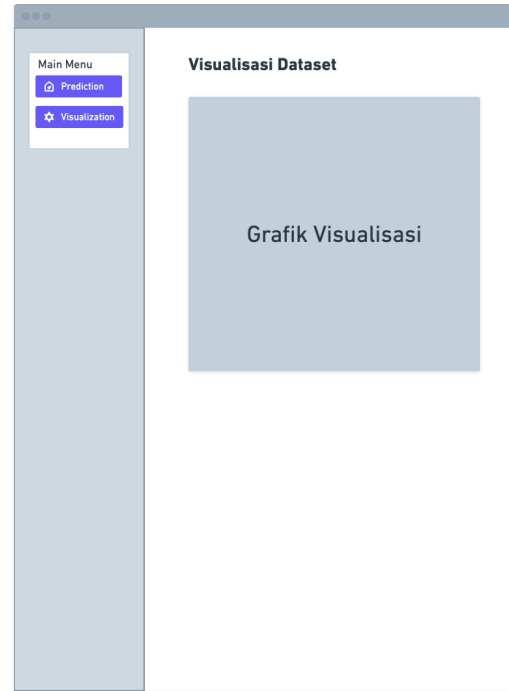 Main Menu
Prediction
Visualization
Visualisasi Dataset
Grafik Visualisasi